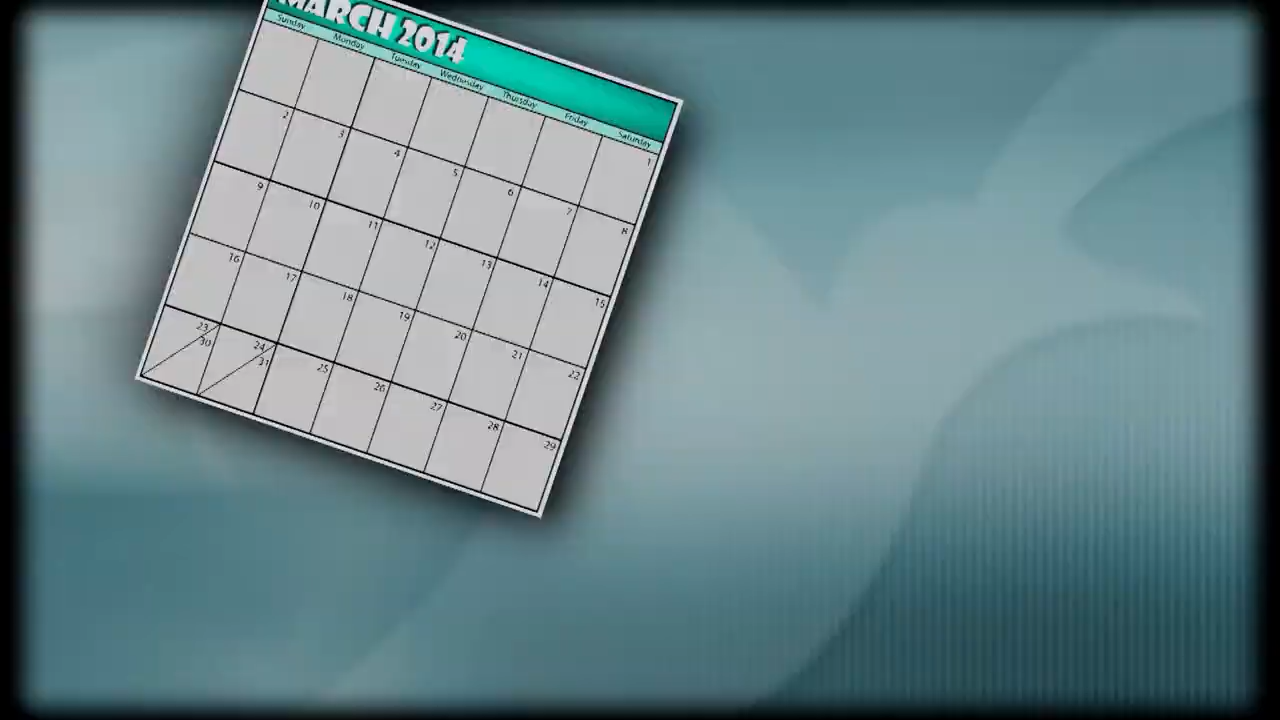 MARCH 2014
Sunday Monday Tuesday Wednesday Thursday Friday Saturday
1
2 3 4 5 6 7 8
9 10 11 12 13 14 15
16 17 18 19 20 21 22
23 24 25 26 27 28 29
30 31